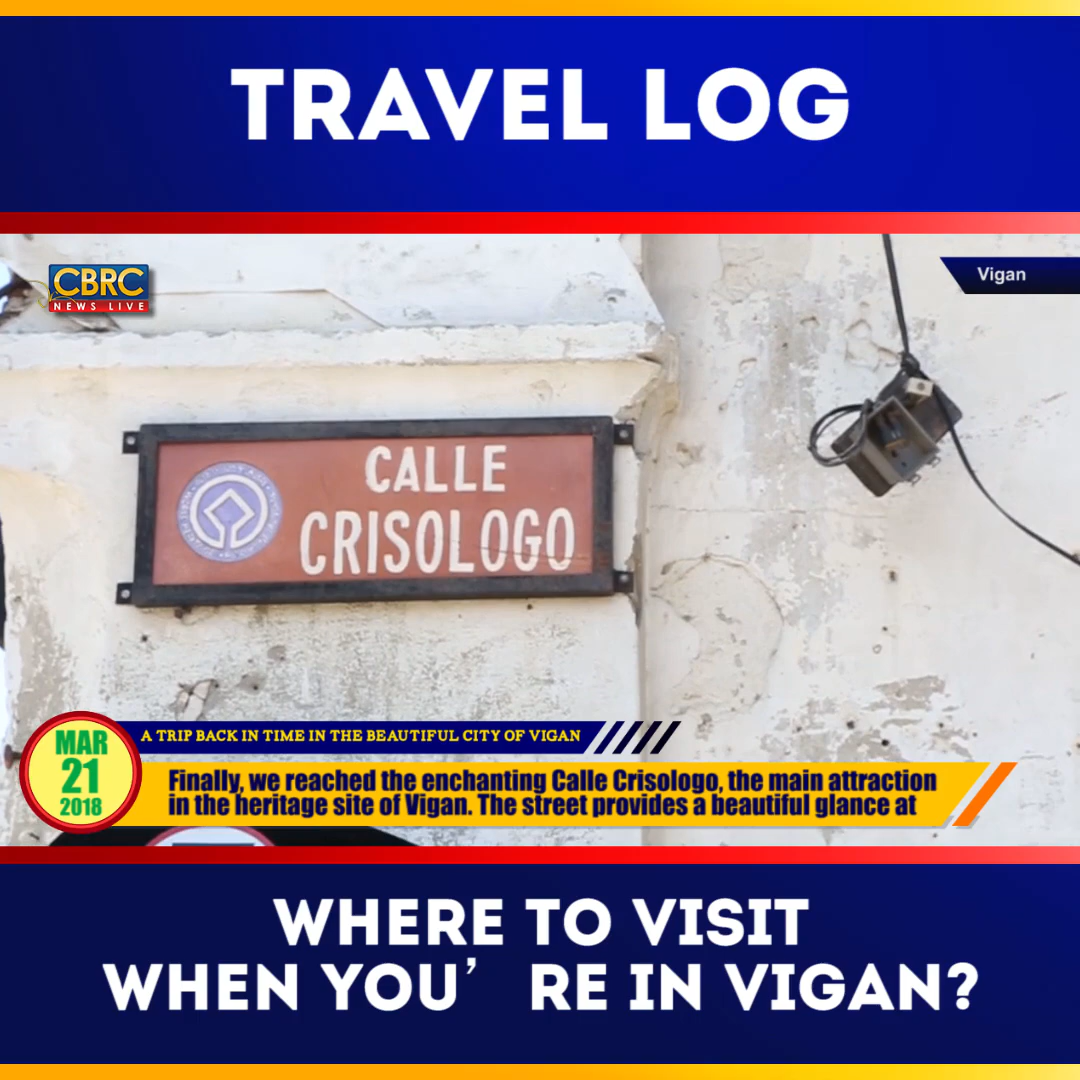 TRAVEL LOG
CBRC
NEWS LIVE
Vigan
CALLE
CRISOLOGO
MAR
21
2018
A TRIP BACK IN TIME IN THE BEAUTIFUL CITY OF VIGAN
Finally, we reached the enchanting Calle Crisologo, the main attraction
in the heritage site of Vigan. The street provides a beautiful glance at
WHERE TO VISIT
WHEN YOU’ RE IN VIGAN?